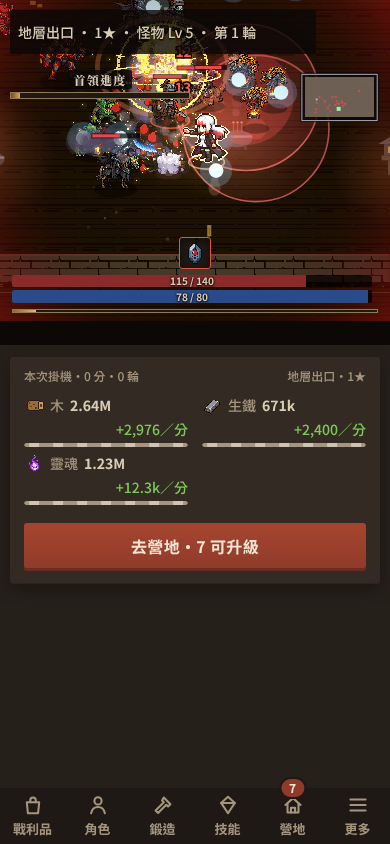 地層出口 · 1★ · 怪物 Lv 5 · 第 1 輪
首領進度
13
115 / 140
78 / 80
本次掛機·0 分·0 輪
地層出口·1★
木 2.64M
生鐵 671k
+2,976／分
+2,400／分
靈魂 1.23M
+12.3k／分
去營地·7 可升級
7
戰利品
角色
鍛造
技能
營地
更多